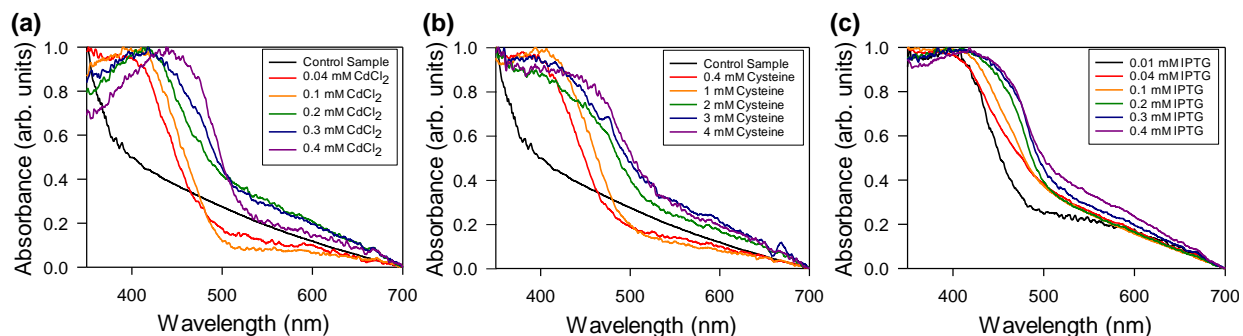 (a)
Absorbance (arb. units)
1.0
0.8
0.6
0.4
0.2
0.0
Control Sample
0.04 mM CdCl2
0.1 mM CdCl2
0.2 mM CdCl2
0.3 mM CdCl2
0.4 mM CdCl2
400 500 600 700
Wavelength (nm)
(b)
Absorbance (arb. units)
1.0
0.8
0.6
0.4
0.2
0.0
Control Sample
0.4 mM Cysteine
1 mM Cysteine
2 mM Cysteine
3 mM Cysteine
4 mM Cysteine
400 500 600 700
Wavelength (nm)
(c)
Absorbance (arb. units)
1.0
0.8
0.6
0.4
0.2
0.0
0.01 mM IPTG
0.04 mM IPTG
0.1 mM IPTG
0.2 mM IPTG
0.3 mM IPTG
0.4 mM IPTG
400 500 600 700
Wavelength (nm)